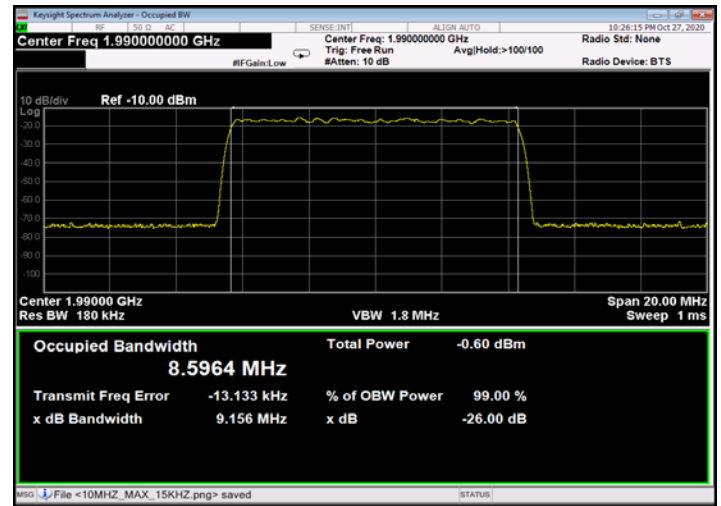 Keysight Spectrum Analyzer - Occupied BW
RF 50 Ω AC SENSE:INT ALIGN AUTO 10:26:15 PM Oct 27, 2020
Center Freq 1.990000000 GHz Center Freq: 1.990000000 GHz Radio Std: None
Trig: Free Run Avg|Hold:>100/100
#IFGain:Low #Atten: 10 dB Radio Device: BTS
10 dB/div Ref -10.00 dBm
Log
-20.0
-30.0
-40.0
-50.0
-60.0
-70.0
-80.0
-90.0
-100
Center 1.99000 GHz Span 20.00 MHz
Res BW 180 kHz VBW 1.8 MHz Sweep 1 ms
Occupied Bandwidth Total Power -0.60 dBm
8.5964 MHz
Transmit Freq Error -13.133 kHz % of OBW Power 99.00 %
x dB Bandwidth 9.156 MHz x dB -26.00 dB
MSG File <10MHZ_MAX_15KHZ.png> saved STATUS